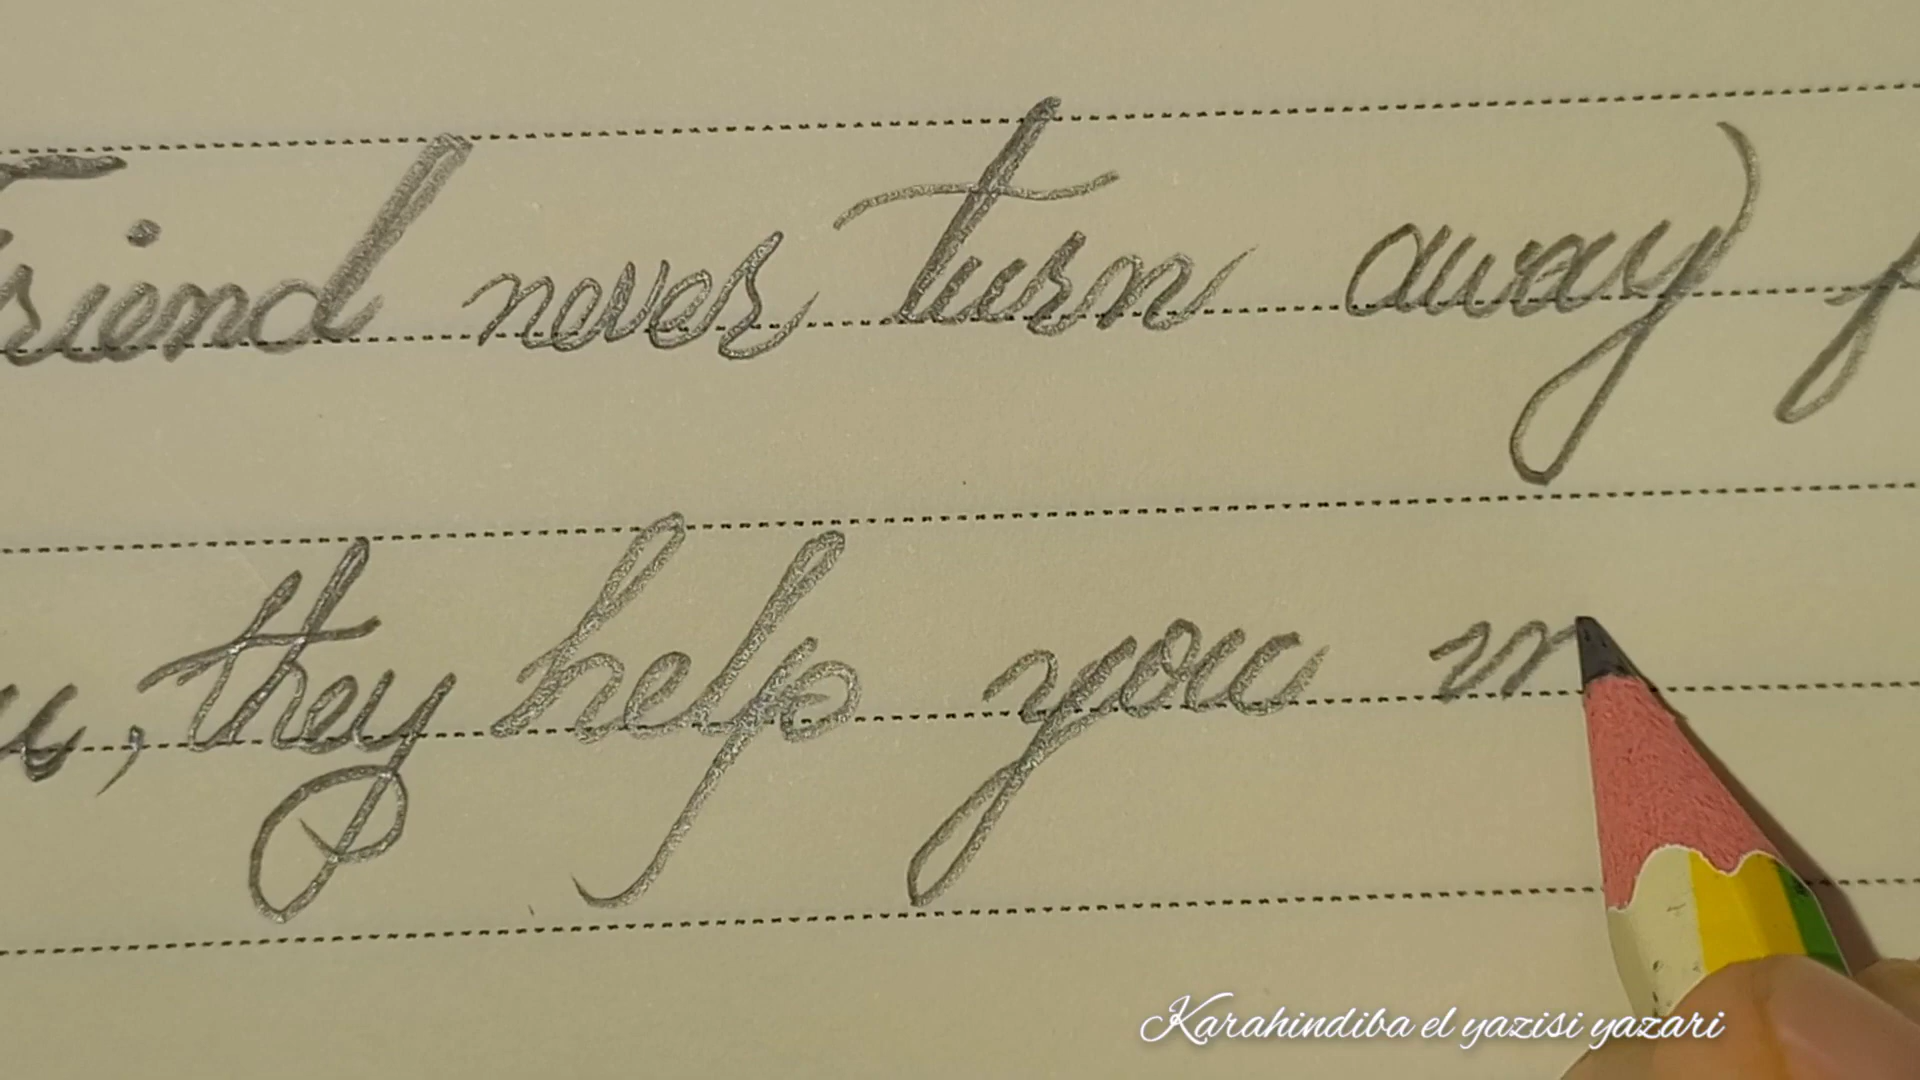 Friend never turn away
, they help you
Karahindiba el yazisi yazari